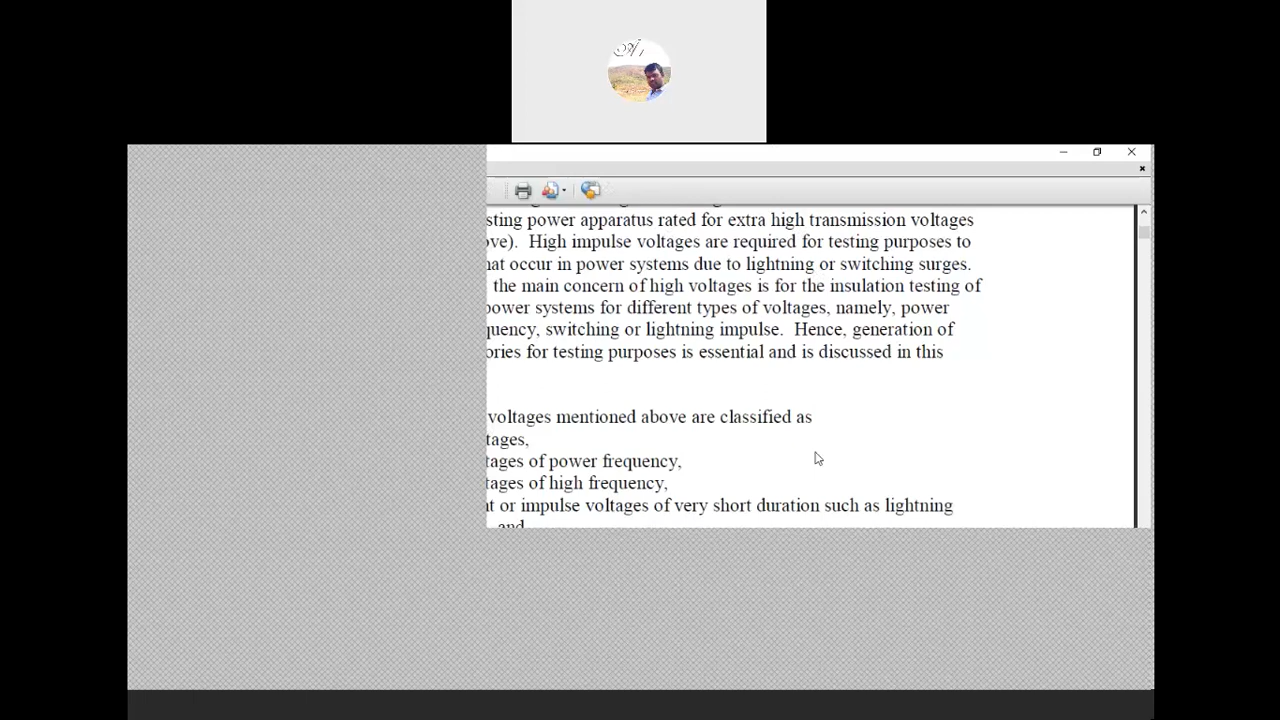 sting power apparatus rated for extra high transmission voltages
ove). High impulse voltages are required for testing purposes to
hat occur in power systems due to lightning or switching surges.
the main concern of high voltages is for the insulation testing of
power systems for different types of voltages, namely, power
quency, switching or lightning impulse. Hence, generation of
ories for testing purposes is essential and is discussed in this
voltages mentioned above are classified as
tages,
tages of power frequency,
tages of high frequency,
nt or impulse voltages of very short duration such as lightning
and